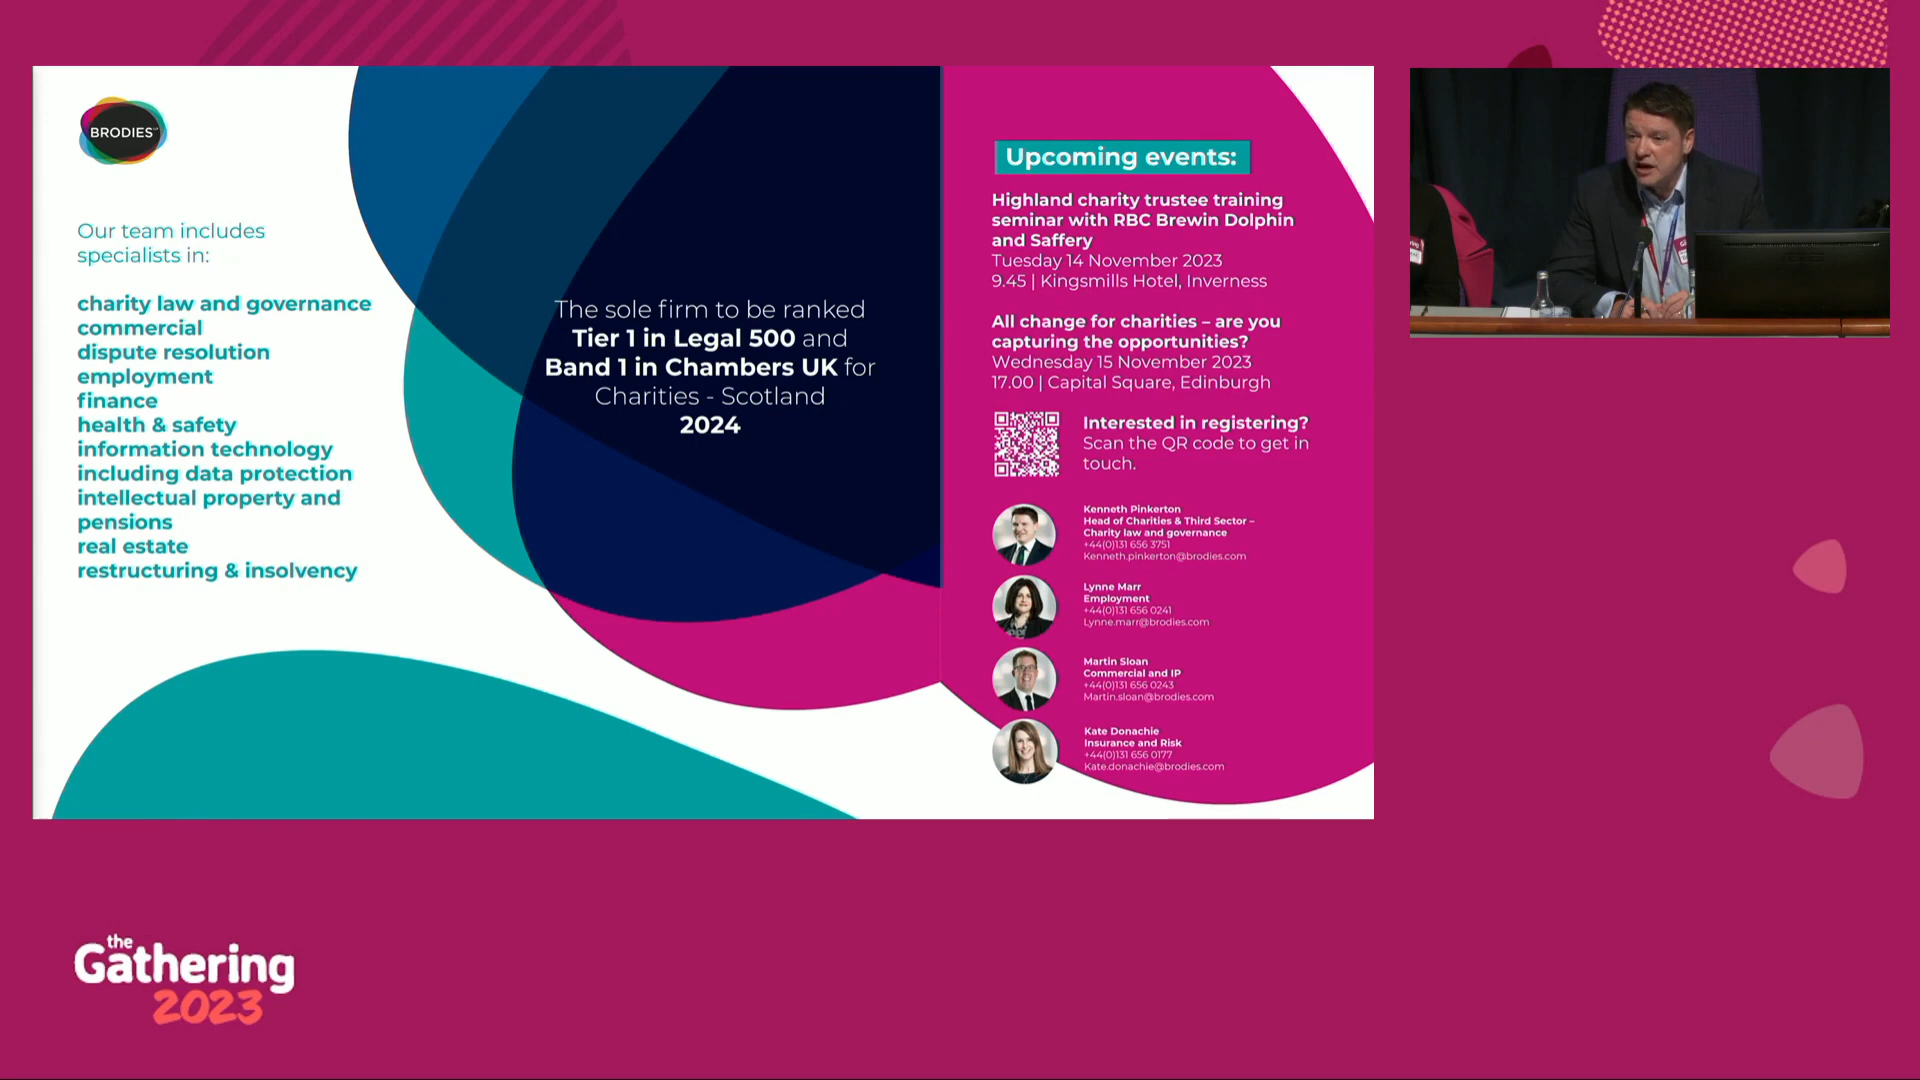 BRODIES LLP
Our team includes
specialists in:
charity law and governance
commercial
dispute resolution
employment
finance
health & safety
information technology
including data protection
intellectual property and
pensions
real estate
restructuring & insolvency
The sole firm to be ranked
Tier 1 in Legal 500 and
Band 1 in Chambers UK for
Charities - Scotland
2024
Upcoming events:
Highland charity trustee training
seminar with RBC Brewin Dolphin
and Saffery
Tuesday 14 November 2023
9.45 | Kingsmills Hotel, Inverness
All change for charities – are you
capturing the opportunities?
Wednesday 15 November 2023
17.00 | Capital Square, Edinburgh
Interested in registering?
Scan the QR code to get in
touch.
Kenneth Pinkerton
Head of Charities & Third Sector –
Charity law and governance
+44(0)131 656 3751
Kenneth.pinkerton@brodies.com
Lynne Marr
Employment
+44(0)131 656 0241
Lynne.marr@brodies.com
Martin Sloan
Commercial and IP
+44(0)131 656 0243
Martin.sloan@brodies.com
Kate Donachie
Insurance and Risk
+44(0)131 656 0177
Kate.donachie@brodies.com
the
Gathering
2023